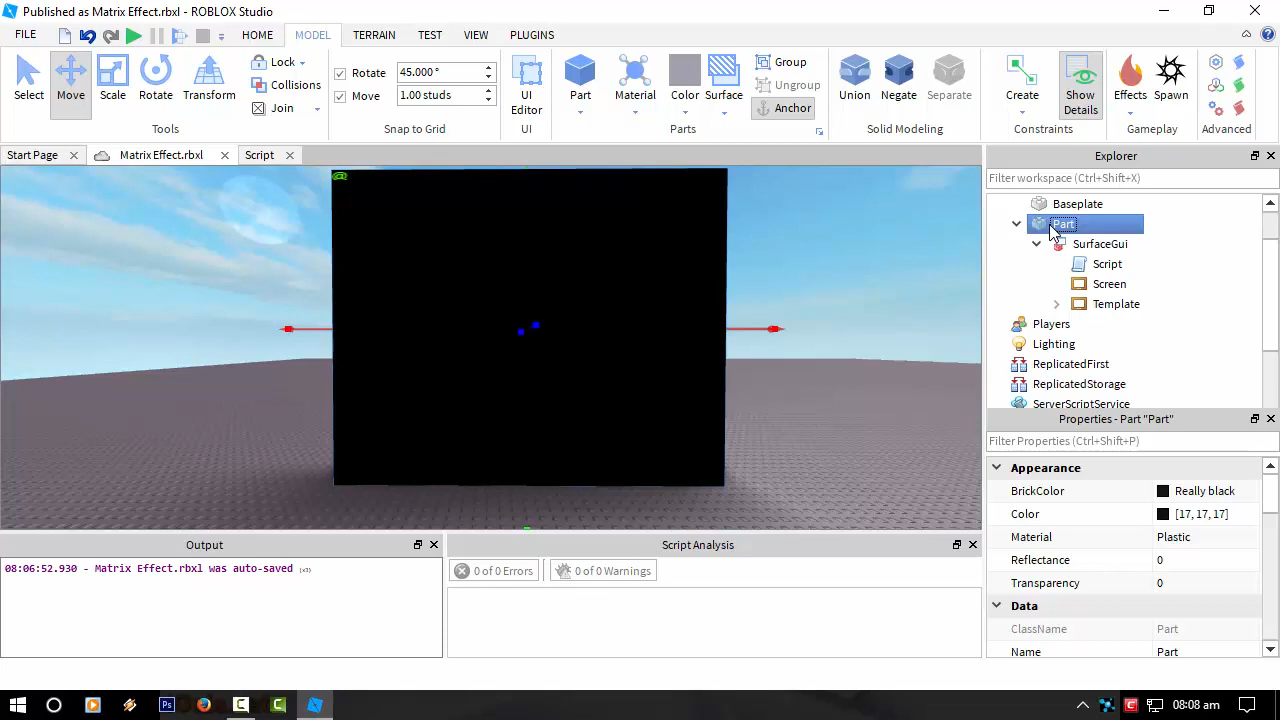 Published as Matrix Effect.rbxl - ROBLOX Studio
FILE HOME MODEL TERRAIN TEST VIEW PLUGINS
Select Move Scale Rotate Transform
Lock
Collisions
Join
Tools
Rotate 45.000°
Move 1.00 studs
Snap to Grid
UI
Editor
UI
Part Material Color Surface
Group
Ungroup
Anchor
Parts
Union Negate Separate
Solid Modeling
Create Show
Details
Constraints
Effects Spawn
Gameplay
Advanced
Start Page Matrix Effect.rbxl Script
@
Explorer
Filter workspace (Ctrl+Shift+X)
Baseplate
Part
SurfaceGui
Script
Screen
Template
Players
Lighting
ReplicatedFirst
ReplicatedStorage
ServerScriptService
Properties - Part "Part"
Filter Properties (Ctrl+Shift+P)
Appearance
BrickColor Really black
Color [17, 17, 17]
Material Plastic
Reflectance 0
Transparency 0
Data
ClassName Part
Name Part
Output
08:06:52.930 - Matrix Effect.rbxl was auto-saved
Script Analysis
0 of 0 Errors 0 of 0 Warnings
Ps
08:08 am